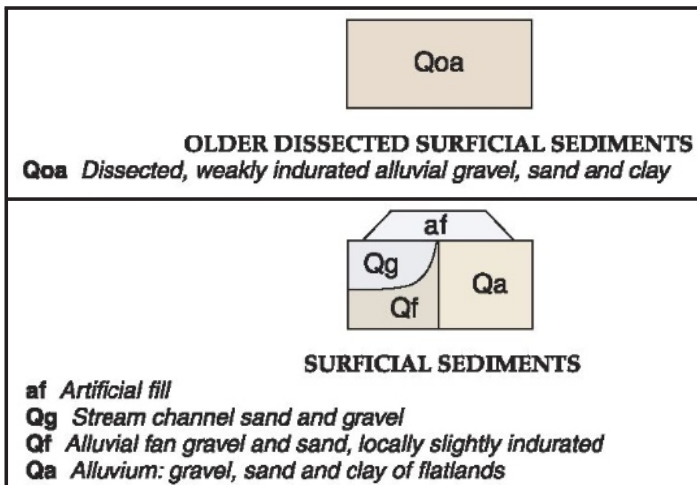 Qoa
OLDER DISSECTED SURFICIAL SEDIMENTS
Qoa Dissected, weakly indurated alluvial gravel, sand and clay
af
Qg
Qf
Qa
SURFICIAL SEDIMENTS
af Artificial fill
Qg Stream channel sand and gravel
Qf Alluvial fan gravel and sand, locally slightly indurated
Qa Alluvium: gravel, sand and clay of flatlands